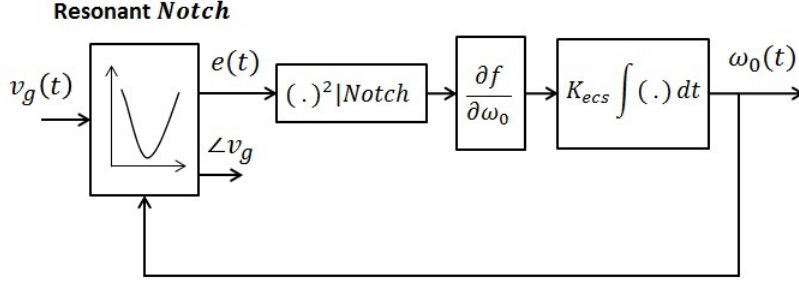 Resonant Notch
v_g(t)
e(t)
∠v_g
(.)²|Notch
∂f
∂ω₀
K_ecs ∫(.) dt
ω₀(t)